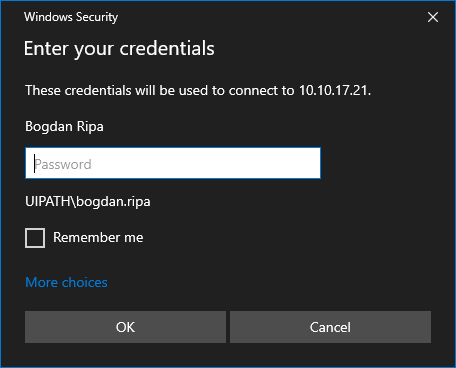 Windows Security
Enter your credentials
These credentials will be used to connect to 10.10.17.21.
Bogdan Ripa
Password
UIPATH\bogdan.ripa
Remember me
More choices
OK
Cancel